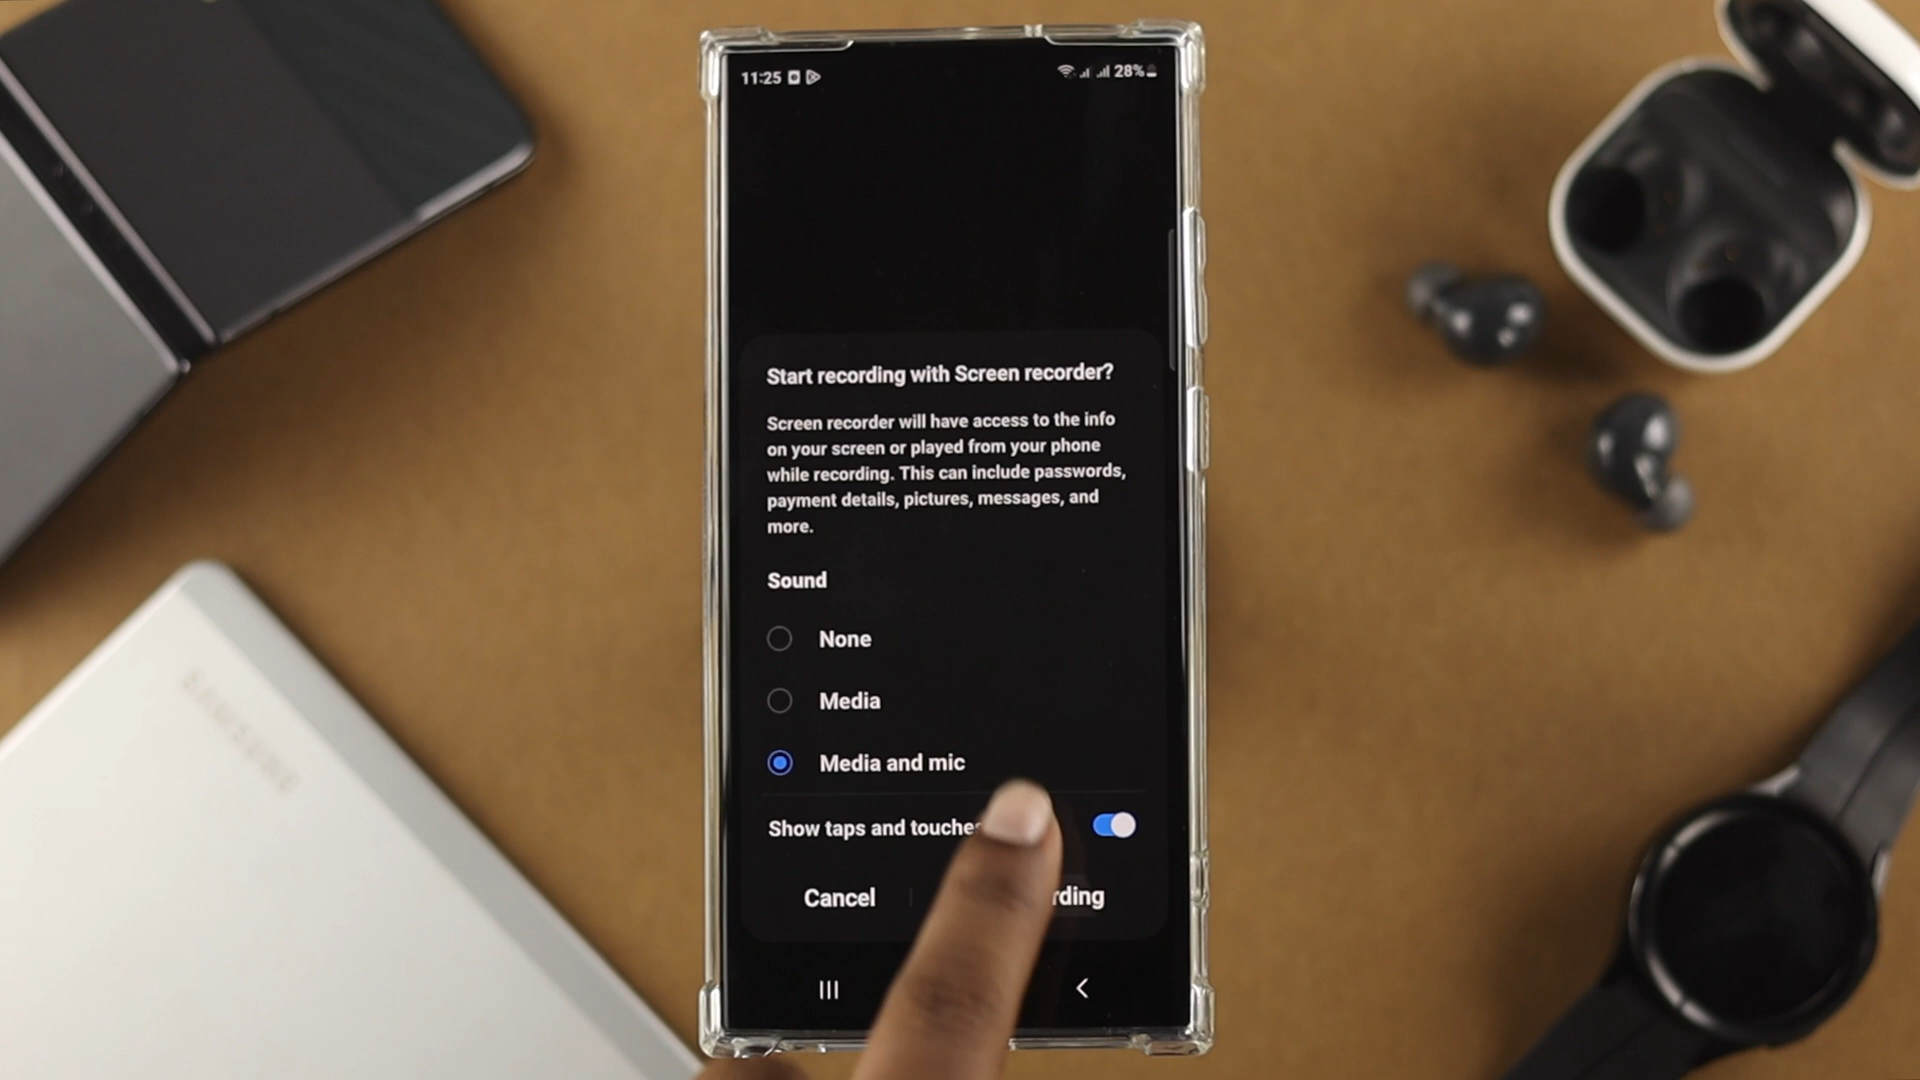 11:25
28%
Start recording with Screen recorder?
Screen recorder will have access to the info
on your screen or played from your phone
while recording. This can include passwords,
payment details, pictures, messages, and
more.
Sound
None
Media
Media and mic
Show taps and touches
Cancel
rding
SAMSUNG